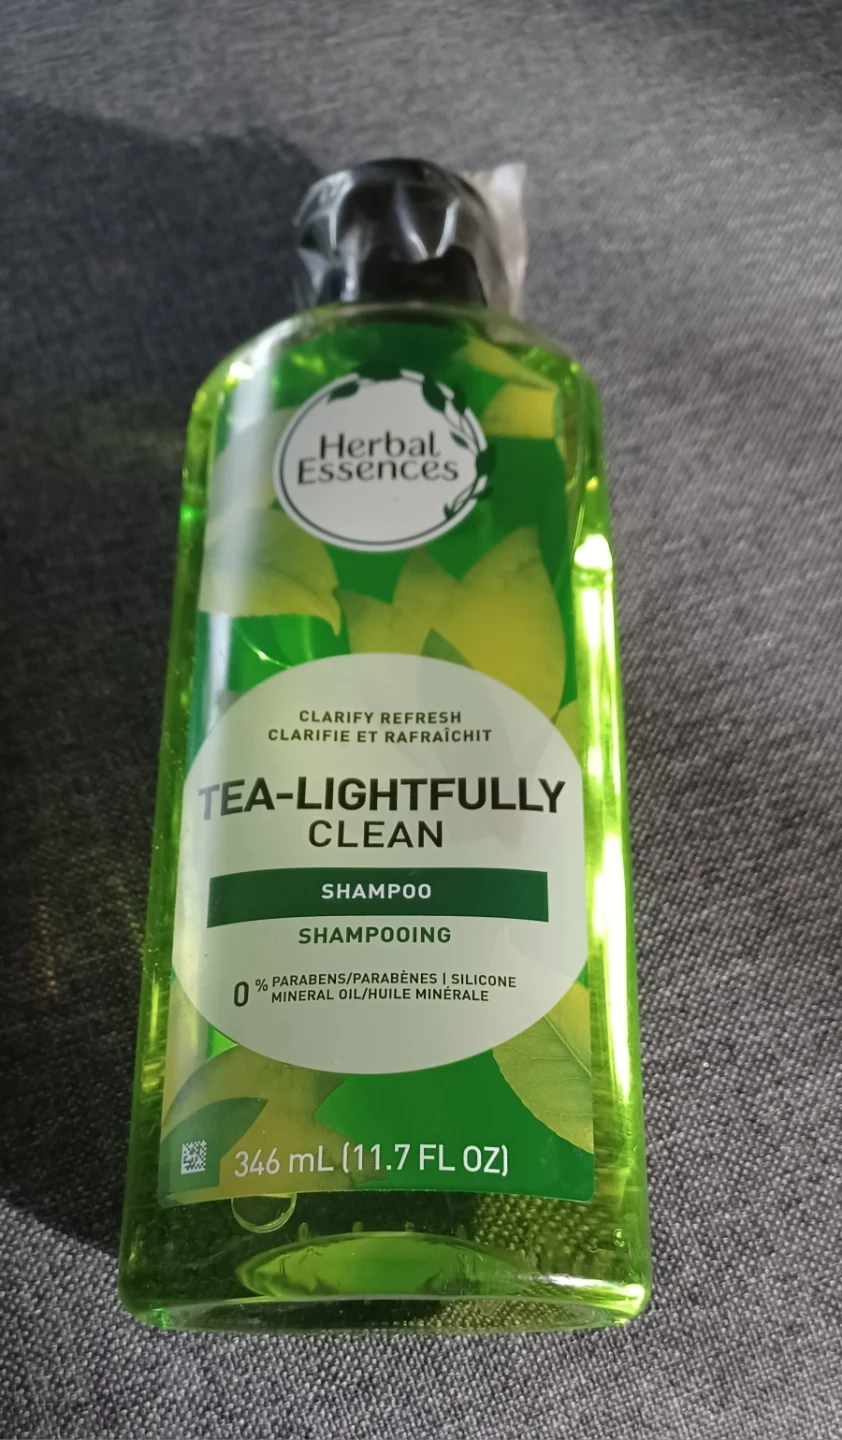 Herbal
Essences
CLARIFY REFRESH
CLARIFIE ET RAFRAÎCHIT
TEA-LIGHTFULLY
CLEAN
SHAMPOO
SHAMPOOING
0% PARABENS/PARABÈNES | SILICONE
MINERAL OIL/HUILE MINÉRALE
346 mL (11.7 FL OZ)